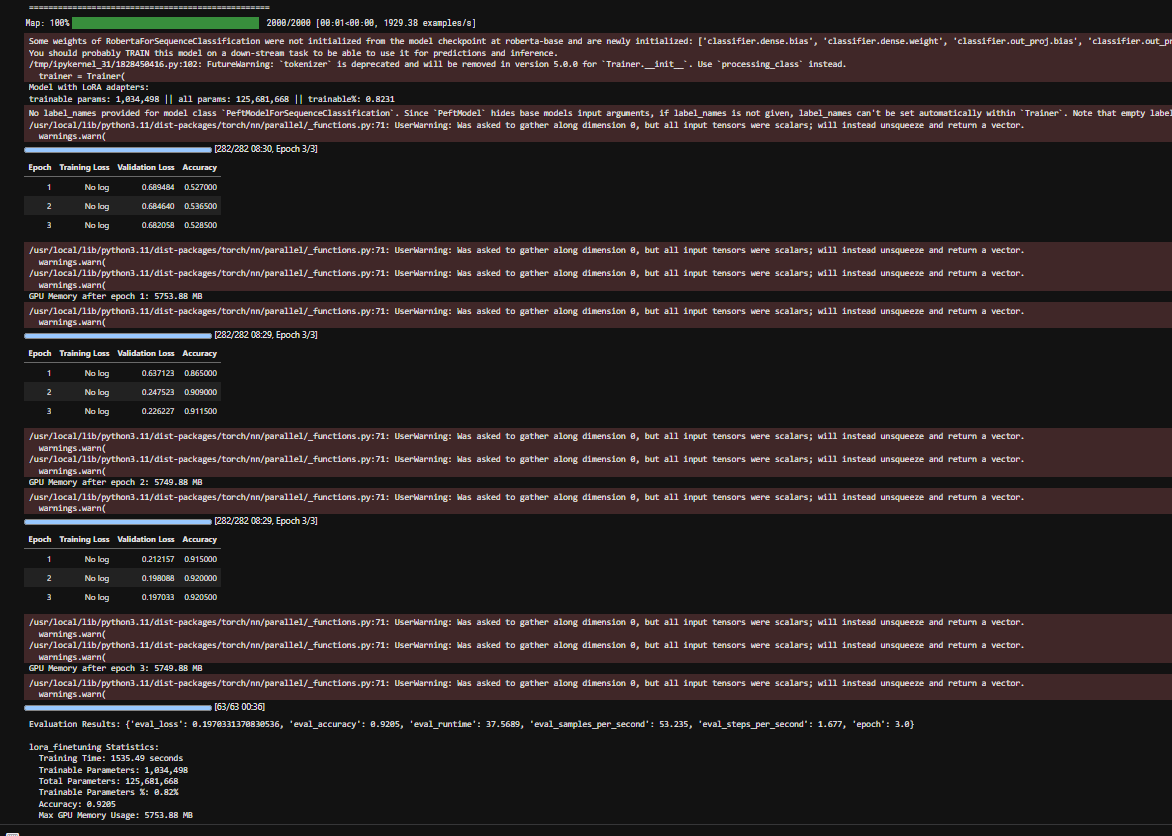 ==================================================
Map: 100% 2000/2000 [00:01<00:00, 1929.38 examples/s]
Some weights of RobertaForSequenceClassification were not initialized from the model checkpoint at roberta-base and are newly initialized: ['classifier.dense.bias', 'classifier.dense.weight', 'classifier.out_proj.bias', 'classifier.out_pr
You should probably TRAIN this model on a down-stream task to be able to use it for predictions and inference.
/tmp/ipykernel_31/1828450416.py:102: FutureWarning: `tokenizer` is deprecated and will be removed in version 5.0.0 for `Trainer.__init__`. Use `processing_class` instead.
trainer = Trainer(
Model with LoRA adapters:
trainable params: 1,034,498 || all params: 125,681,668 || trainable%: 0.8231
No label_names provided for model class `PeftModelForSequenceClassification`. Since `PeftModel` hides base models input arguments, if label_names is not given, label_names can't be set automatically within `Trainer`. Note that empty label
/usr/local/lib/python3.11/dist-packages/torch/nn/parallel/_functions.py:71: UserWarning: Was asked to gather along dimension 0, but all input tensors were scalars; will instead unsqueeze and return a vector.
warnings.warn(
[282/282 08:30, Epoch 3/3]
Epoch Training Loss Validation Loss Accuracy
1 No log 0.689484 0.527000
2 No log 0.684640 0.536500
3 No log 0.682058 0.528500
/usr/local/lib/python3.11/dist-packages/torch/nn/parallel/_functions.py:71: UserWarning: Was asked to gather along dimension 0, but all input tensors were scalars; will instead unsqueeze and return a vector.
warnings.warn(
/usr/local/lib/python3.11/dist-packages/torch/nn/parallel/_functions.py:71: UserWarning: Was asked to gather along dimension 0, but all input tensors were scalars; will instead unsqueeze and return a vector.
warnings.warn(
GPU Memory after epoch 1: 5753.88 MB
/usr/local/lib/python3.11/dist-packages/torch/nn/parallel/_functions.py:71: UserWarning: Was asked to gather along dimension 0, but all input tensors were scalars; will instead unsqueeze and return a vector.
warnings.warn(
[282/282 08:29, Epoch 3/3]
Epoch Training Loss Validation Loss Accuracy
1 No log 0.637123 0.865000
2 No log 0.247523 0.909000
3 No log 0.226227 0.911500
/usr/local/lib/python3.11/dist-packages/torch/nn/parallel/_functions.py:71: UserWarning: Was asked to gather along dimension 0, but all input tensors were scalars; will instead unsqueeze and return a vector.
warnings.warn(
/usr/local/lib/python3.11/dist-packages/torch/nn/parallel/_functions.py:71: UserWarning: Was asked to gather along dimension 0, but all input tensors were scalars; will instead unsqueeze and return a vector.
warnings.warn(
GPU Memory after epoch 2: 5749.88 MB
/usr/local/lib/python3.11/dist-packages/torch/nn/parallel/_functions.py:71: UserWarning: Was asked to gather along dimension 0, but all input tensors were scalars; will instead unsqueeze and return a vector.
warnings.warn(
[282/282 08:29, Epoch 3/3]
Epoch Training Loss Validation Loss Accuracy
1 No log 0.212157 0.915000
2 No log 0.198088 0.920000
3 No log 0.197033 0.920500
/usr/local/lib/python3.11/dist-packages/torch/nn/parallel/_functions.py:71: UserWarning: Was asked to gather along dimension 0, but all input tensors were scalars; will instead unsqueeze and return a vector.
warnings.warn(
/usr/local/lib/python3.11/dist-packages/torch/nn/parallel/_functions.py:71: UserWarning: Was asked to gather along dimension 0, but all input tensors were scalars; will instead unsqueeze and return a vector.
warnings.warn(
GPU Memory after epoch 3: 5749.88 MB
/usr/local/lib/python3.11/dist-packages/torch/nn/parallel/_functions.py:71: UserWarning: Was asked to gather along dimension 0, but all input tensors were scalars; will instead unsqueeze and return a vector.
warnings.warn(
[63/63 00:36]
Evaluation Results: {'eval_loss': 0.1970331370830536, 'eval_accuracy': 0.9205, 'eval_runtime': 37.5689, 'eval_samples_per_second': 53.235, 'eval_steps_per_second': 1.677, 'epoch': 3.0}
lora_finetuning Statistics:
Training Time: 1535.49 seconds
Trainable Parameters: 1,034,498
Total Parameters: 125,681,668
Trainable Parameters %: 0.82%
Accuracy: 0.9205
Max GPU Memory Usage: 5753.88 MB